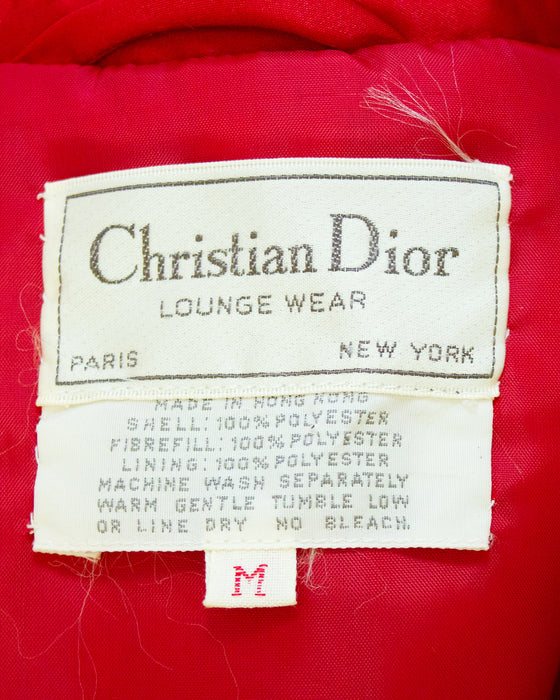 Christian Dior
LOUNGE WEAR
PARIS NEW YORK
MADE IN HONG KONG
SHELL: 100% POLYESTER
FIBREFILL: 100% POLYESTER
LINING: 100% POLYESTER
MACHINE WASH SEPARATELY
WARM GENTLE TUMBLE LOW
OR LINE DRY NO BLEACH.
M